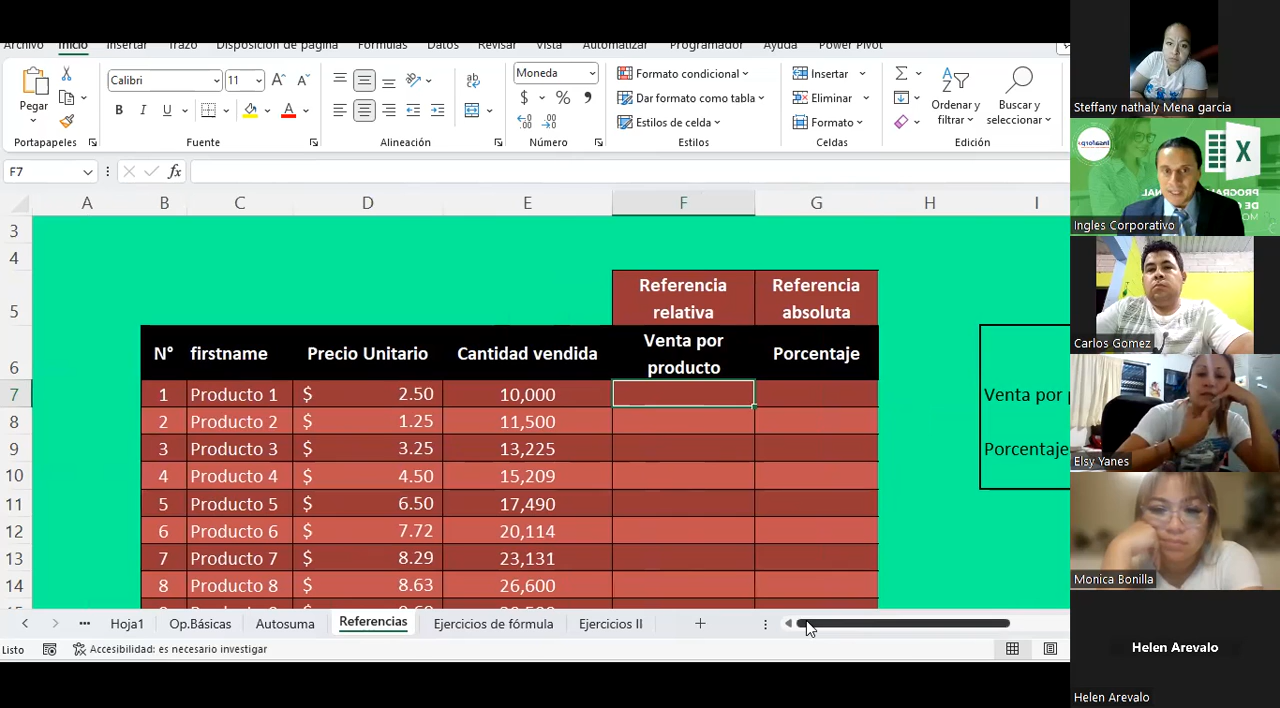 Archivo Inicio Insertar Trazo Disposición de página Fórmulas Datos Revisar Vista Automatizar Programador Ayuda Power Pivot
Pegar
Portapapeles
Calibri 11
N K S
Fuente
Alineación
Moneda
$ % 
Número
Formato condicional
Dar formato como tabla
Estilos de celda
Estilos
Insertar
Eliminar
Formato
Celdas
Ordenar y filtrar
Buscar y seleccionar
Edición
F7 fx
A B C D E F G H I
3
4
5 Referencia relativa Referencia absoluta
6 N° firstname Precio Unitario Cantidad vendida Venta por producto Porcentaje
7 1 Producto 1 $ 2.50 10,000 Venta por
8 2 Producto 2 $ 1.25 11,500
9 3 Producto 3 $ 3.25 13,225 Porcentaje
10 4 Producto 4 $ 4.50 15,209
11 5 Producto 5 $ 6.50 17,490
12 6 Producto 6 $ 7.72 20,114
13 7 Producto 7 $ 8.29 23,131
14 8 Producto 8 $ 8.63 26,600
Hoja1 Op.Básicas Autosuma Referencias Ejercicios de fórmula Ejercicios II
Listo Accesibilidad: es necesario investigar
Steffany nathaly Mena garcia
X
Ingles Corporativo
Carlos Gomez
Elsy Yanes
Monica Bonilla
Helen Arevalo
Helen Arevalo